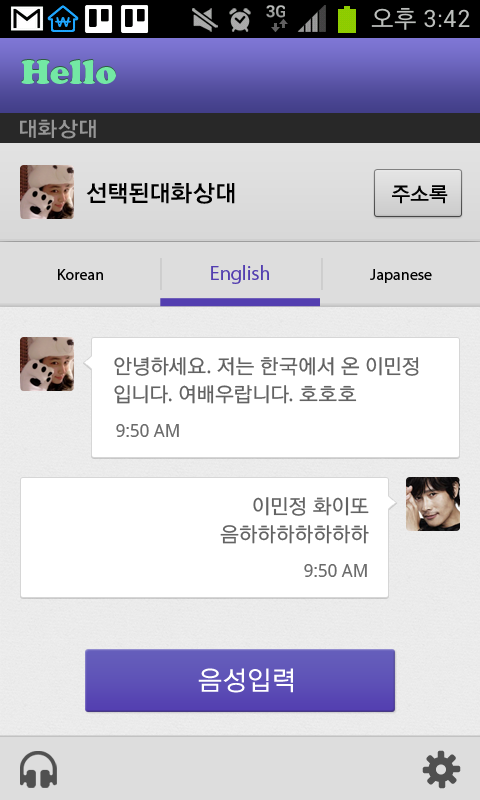 3G 오후 3:42
Hello
대화상대
선택된대화상대 주소록
Korean English Japanese
안녕하세요. 저는 한국에서 온 이민정
입니다. 여배우랍니다. 호호호
9:50 AM
이민정 화이또
음하하하하하하하
9:50 AM
음성입력